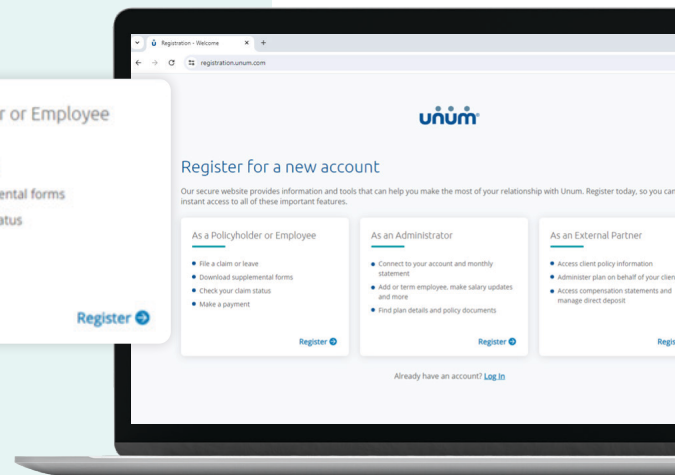 Registration - Welcome
registration.unum.com
unum
Register for a new account
Our secure website provides information and tools that can help you make the most of your relationship with Unum. Register today, so you can
instant access to all of these important features.
r or Employee
ental forms
atus
Register
As a Policyholder or Employee
File a claim or leave
Download supplemental forms
Check your claim status
Make a payment
Register
As an Administrator
Connect to your account and monthly
statement
Add or term employee, make salary updates
and more
Find plan details and policy documents
Register
As an External Partner
Access client policy information
Administer plan on behalf of your clien
Access compensation statements and
manage direct deposit
Regis
Already have an account? Log In